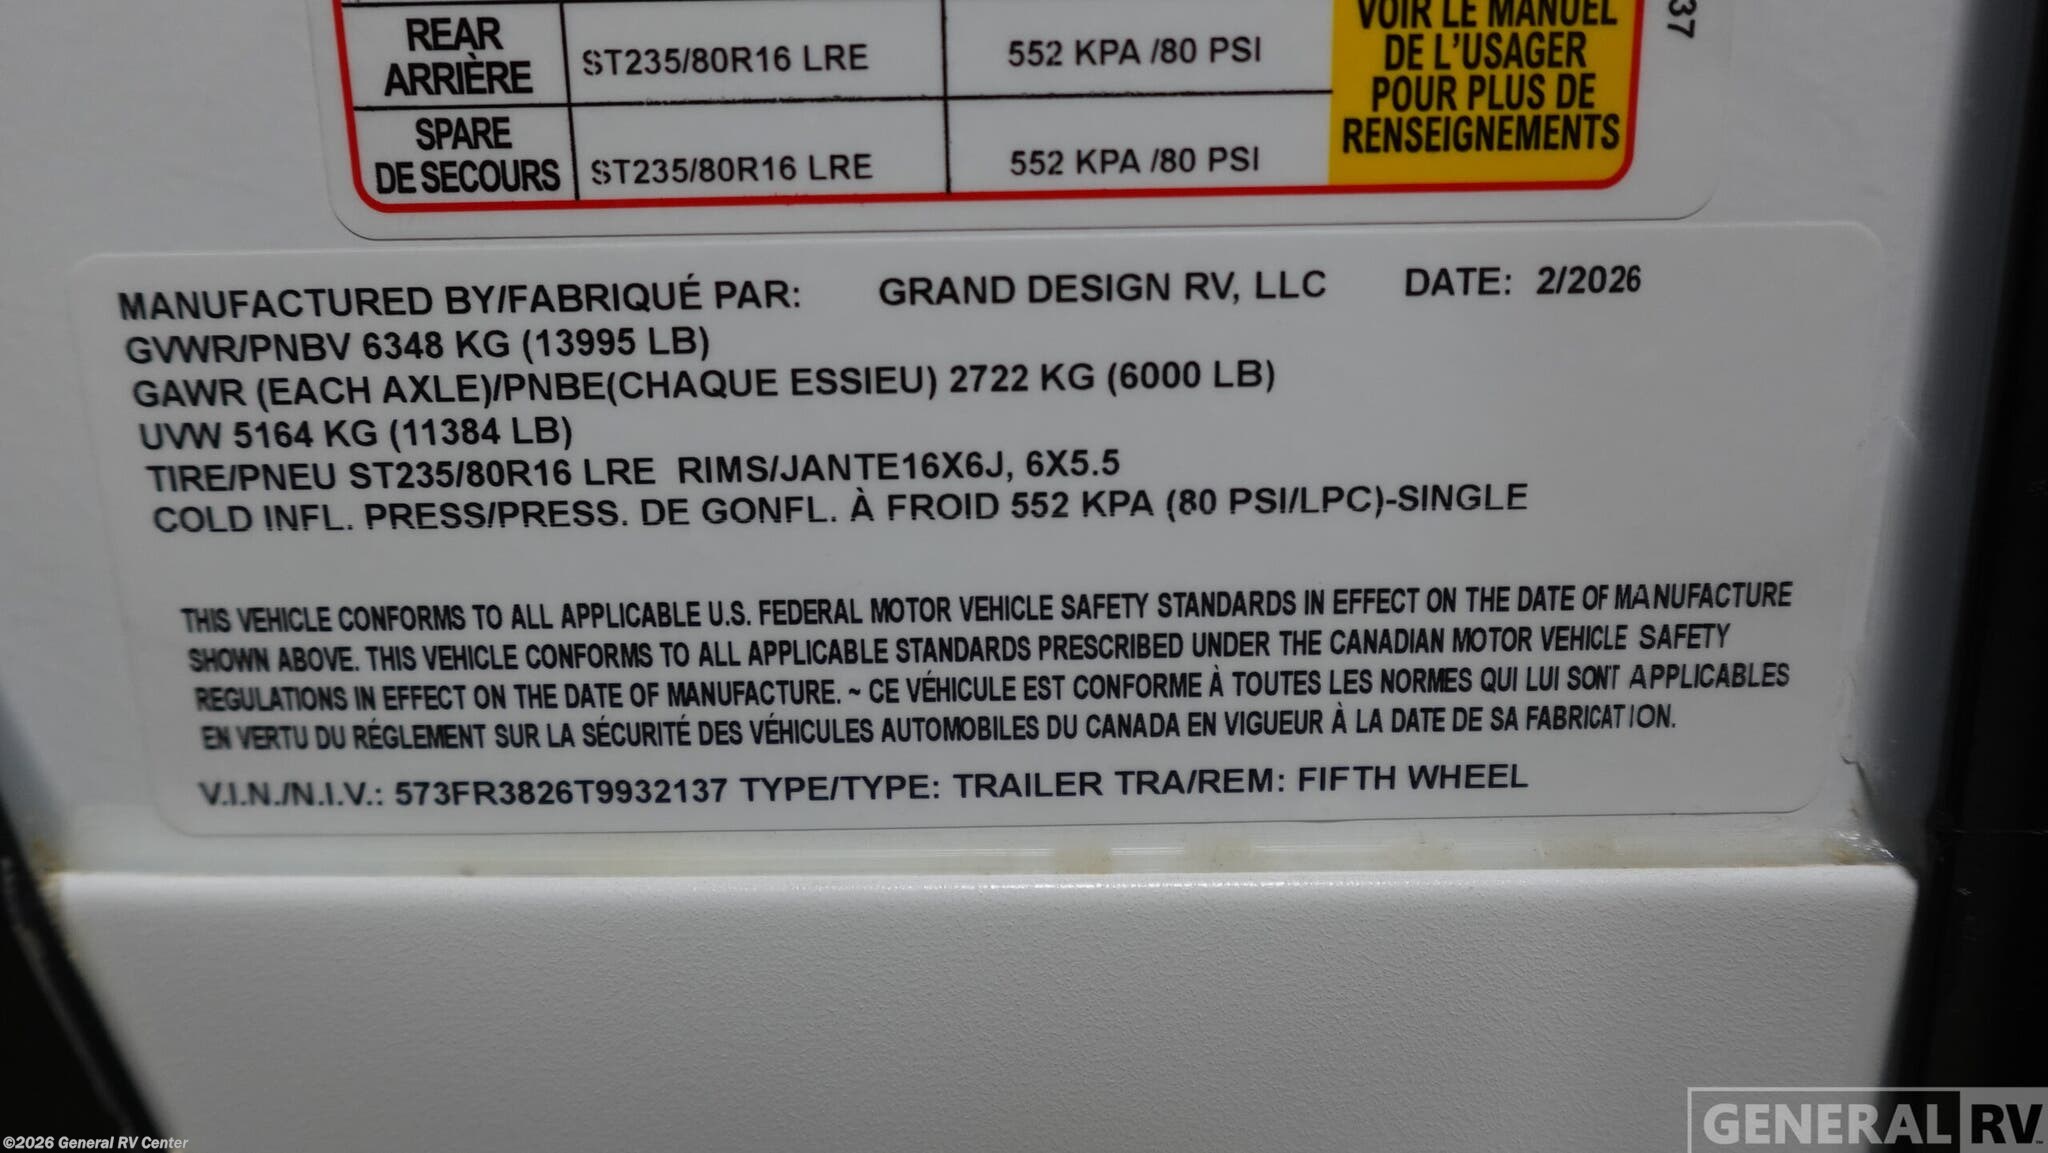 REAR
ARRIÈRE
ST235/80R16 LRE
552 KPA /80 PSI
SPARE
DE SECOURS
ST235/80R16 LRE
552 KPA /80 PSI
VOIR LE MANUEL
DE L'USAGER
POUR PLUS DE
RENSEIGNEMENTS
37
MANUFACTURED BY/FABRIQUÉ PAR: GRAND DESIGN RV, LLC DATE: 2/2026
GVWR/PNBV 6348 KG (13995 LB)
GAWR (EACH AXLE)/PNBE(CHAQUE ESSIEU) 2722 KG (6000 LB)
UVW 5164 KG (11384 LB)
TIRE/PNEU ST235/80R16 LRE RIMS/JANTE16X6J, 6X5.5
COLD INFL. PRESS/PRESS. DE GONFL. À FROID 552 KPA (80 PSI/LPC)-SINGLE
THIS VEHICLE CONFORMS TO ALL APPLICABLE U.S. FEDERAL MOTOR VEHICLE SAFETY STANDARDS IN EFFECT ON THE DATE OF MANUFACTURE
SHOWN ABOVE. THIS VEHICLE CONFORMS TO ALL APPLICABLE STANDARDS PRESCRIBED UNDER THE CANADIAN MOTOR VEHICLE SAFETY
REGULATIONS IN EFFECT ON THE DATE OF MANUFACTURE. ~ CE VÉHICULE EST CONFORME À TOUTES LES NORMES QUI LUI SONT APPLICABLES
EN VERTU DU RÉGLEMENT SUR LA SÉCURITÉ DES VÉHICULES AUTOMOBILES DU CANADA EN VIGUEUR À LA DATE DE SA FABRICATION.
V.I.N./N.I.V.: 573FR3826T9932137 TYPE/TYPE: TRAILER TRA/REM: FIFTH WHEEL
©2026 General RV Center
GENERAL RV